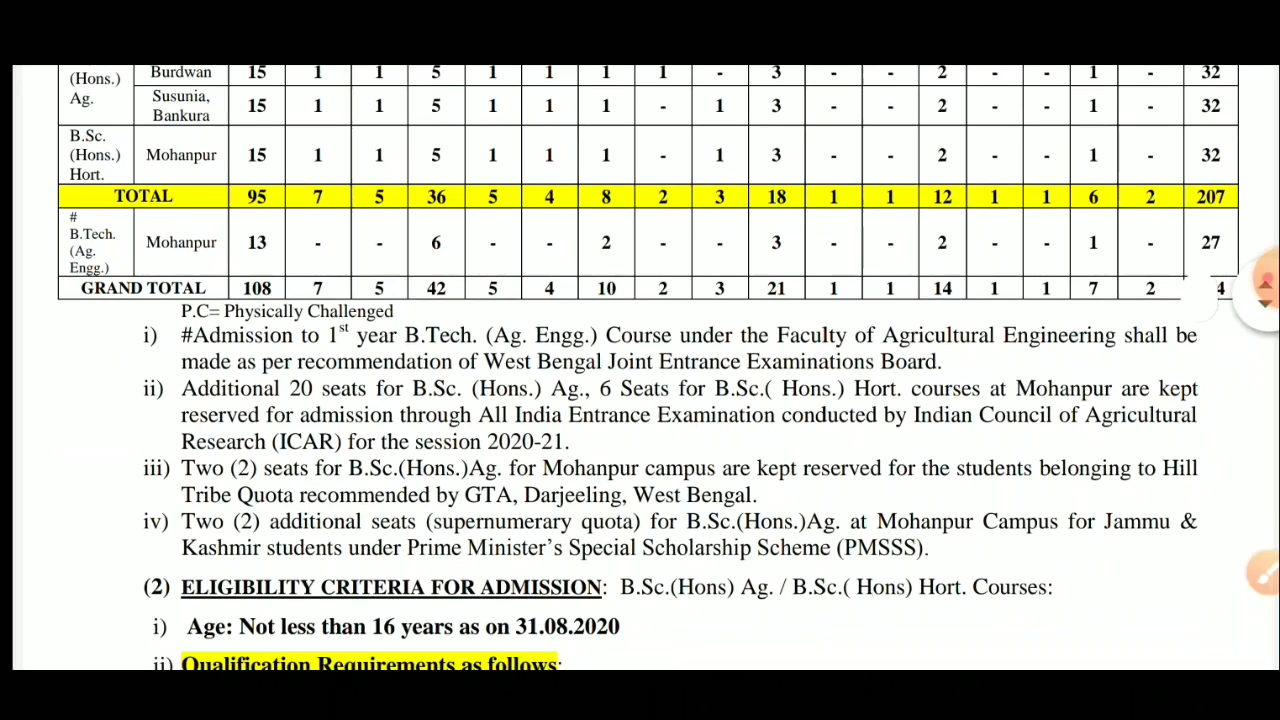 (Hons.) Ag. Burdwan 15 1 1 5 1 1 1 1 - 3 - - 2 - - 1 - 32
Susunia, Bankura 15 1 1 5 1 1 1 - 1 3 - - 2 - - 1 - 32
B.Sc. (Hons.) Hort. Mohanpur 15 1 1 5 1 1 1 - 1 3 - - 2 - - 1 - 32
TOTAL 95 7 5 36 5 4 8 2 3 18 1 1 12 1 1 6 2 207
# B.Tech. (Ag. Engg.) Mohanpur 13 - - 6 - - 2 - - 3 - - 2 - - 1 - 27
GRAND TOTAL 108 7 5 42 5 4 10 2 3 21 1 1 14 1 1 7 2 4
P.C= Physically Challenged
i) #Admission to 1st year B.Tech. (Ag. Engg.) Course under the Faculty of Agricultural Engineering shall be
made as per recommendation of West Bengal Joint Entrance Examinations Board.
ii) Additional 20 seats for B.Sc. (Hons.) Ag., 6 Seats for B.Sc.( Hons.) Hort. courses at Mohanpur are kept
reserved for admission through All India Entrance Examination conducted by Indian Council of Agricultural
Research (ICAR) for the session 2020-21.
iii) Two (2) seats for B.Sc.(Hons.)Ag. for Mohanpur campus are kept reserved for the students belonging to Hill
Tribe Quota recommended by GTA, Darjeeling, West Bengal.
iv) Two (2) additional seats (supernumerary quota) for B.Sc.(Hons.)Ag. at Mohanpur Campus for Jammu &
Kashmir students under Prime Minister’s Special Scholarship Scheme (PMSSS).
(2) ELIGIBILITY CRITERIA FOR ADMISSION: B.Sc.(Hons) Ag. / B.Sc.( Hons) Hort. Courses:
i) Age: Not less than 16 years as on 31.08.2020
ii) Qualification Requirements as follows: